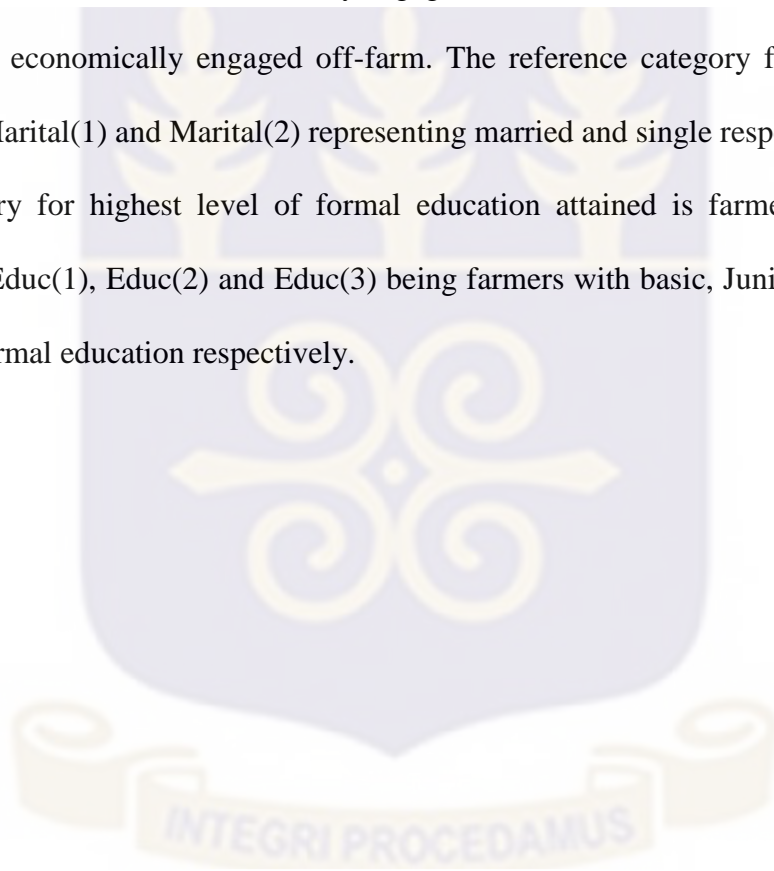 economically engaged off-farm. The reference category f
arital(1) and Marital(2) representing married and single resp
ry for highest level of formal education attained is farme
Educ(1), Educ(2) and Educ(3) being farmers with basic, Juni
rmal education respectively.
INTEGRI PROCEDAMUS